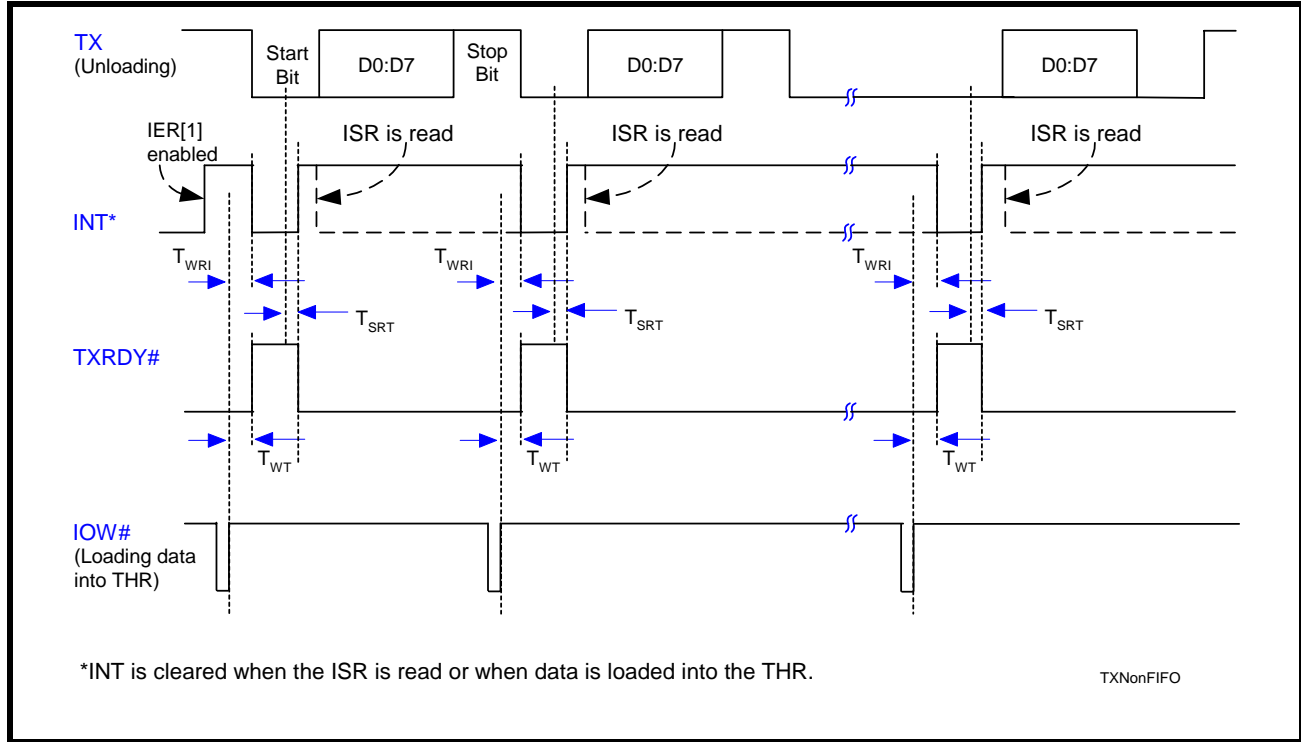 TX
(Unloading)
Start
Bit
D0:D7
Stop
Bit
D0:D7
D0:D7
IER[1]
enabled
ISR is read
ISR is read
ISR is read
INT*
TWRI
TWRI
TWRI
TSRT
TSRT
TSRT
TXRDY#
TWT
TWT
TWT
IOW#
(Loading data
into THR)
*INT is cleared when the ISR is read or when data is loaded into the THR.
TXNonFIFO